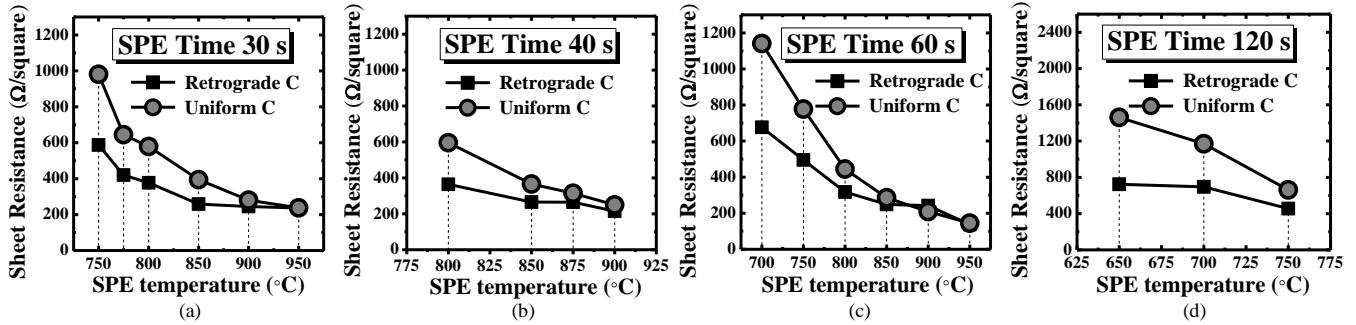 SPE Time 30 s
Retrograde C
Uniform C
Sheet Resistance (Ω/square)
1200
1000
800
600
400
200
0
750 800 850 900 950
SPE temperature (°C)
(a)
SPE Time 40 s
Retrograde C
Uniform C
Sheet Resistance (Ω/square)
1200
1000
800
600
400
200
0
775 800 825 850 875 900 925
SPE temperature (°C)
(b)
SPE Time 60 s
Retrograde C
Uniform C
Sheet Resistance (Ω/square)
1200
1000
800
600
400
200
0
700 750 800 850 900 950
SPE temperature (°C)
(c)
SPE Time 120 s
Retrograde C
Uniform C
Sheet Resistance (Ω/square)
2400
2000
1600
1200
800
400
0
625 650 675 700 725 750 775
SPE temperature (°C)
(d)